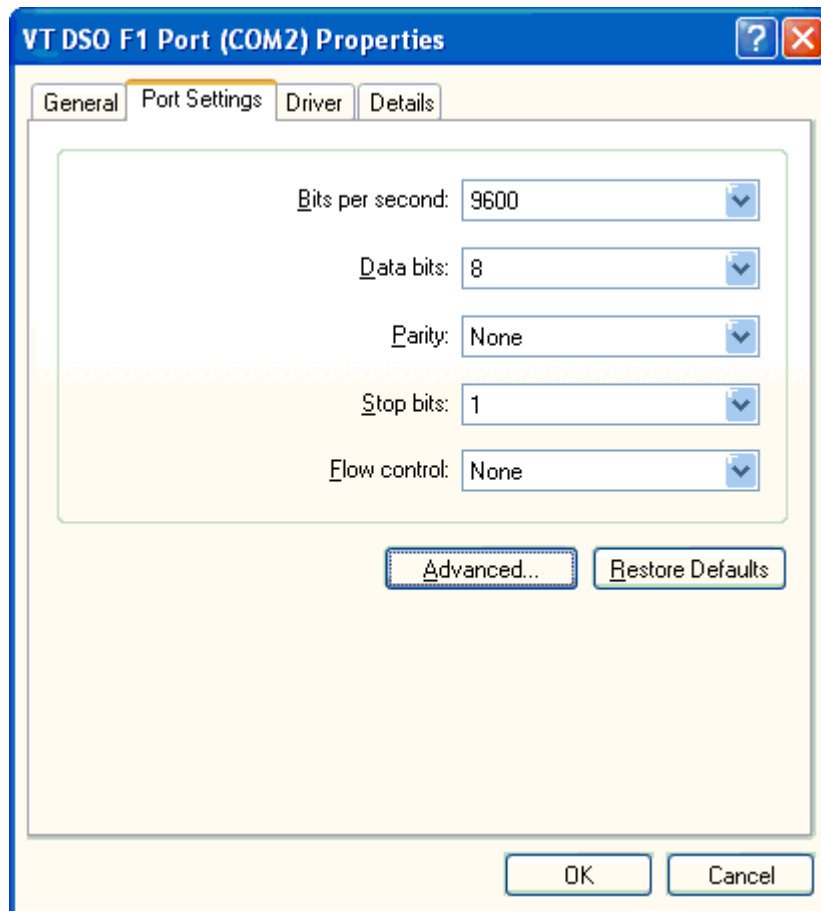 VT DSO F1 Port (COM2) Properties
General Port Settings Driver Details
Bits per second: 9600
Data bits: 8
Parity: None
Stop bits: 1
Flow control: None
Advanced... Restore Defaults
OK Cancel